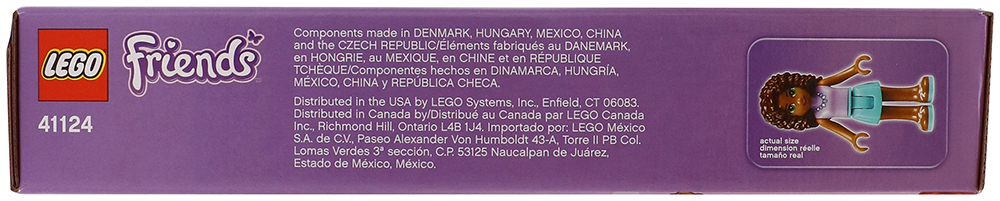 LEGO
Friends
41124
Components made in DENMARK, HUNGARY, MEXICO, CHINA
and the CZECH REPUBLIC/Éléments fabriqués au DANEMARK,
en HONGRIE, au MEXIQUE, en CHINE et en RÉPUBLIQUE
TCHÈQUE/Componentes hechos en DINAMARCA, HUNGRÍA,
MÉXICO, CHINA y REPÚBLICA CHECA.
Distributed in the USA by LEGO Systems, Inc., Enfield, CT 06083.
Distributed in Canada by/Distribué au Canada par LEGO Canada
Inc., Richmond Hill, Ontario L4B 1J4. Importado por: LEGO México
S.A. de C.V., Paseo Alexander Von Humboldt 43-A, Torre II PB Col.
Lomas Verdes 3ª sección, C.P. 53125 Naucalpan de Juárez,
Estado de México, México.
actual size
dimension réelle
tamaño real